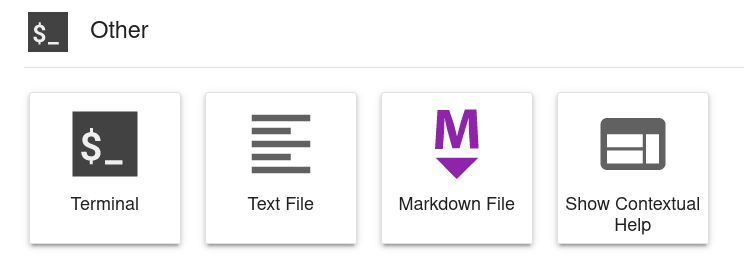 $_ Other
$_
M
Terminal
Text File
Markdown File
Show Contextual
Help